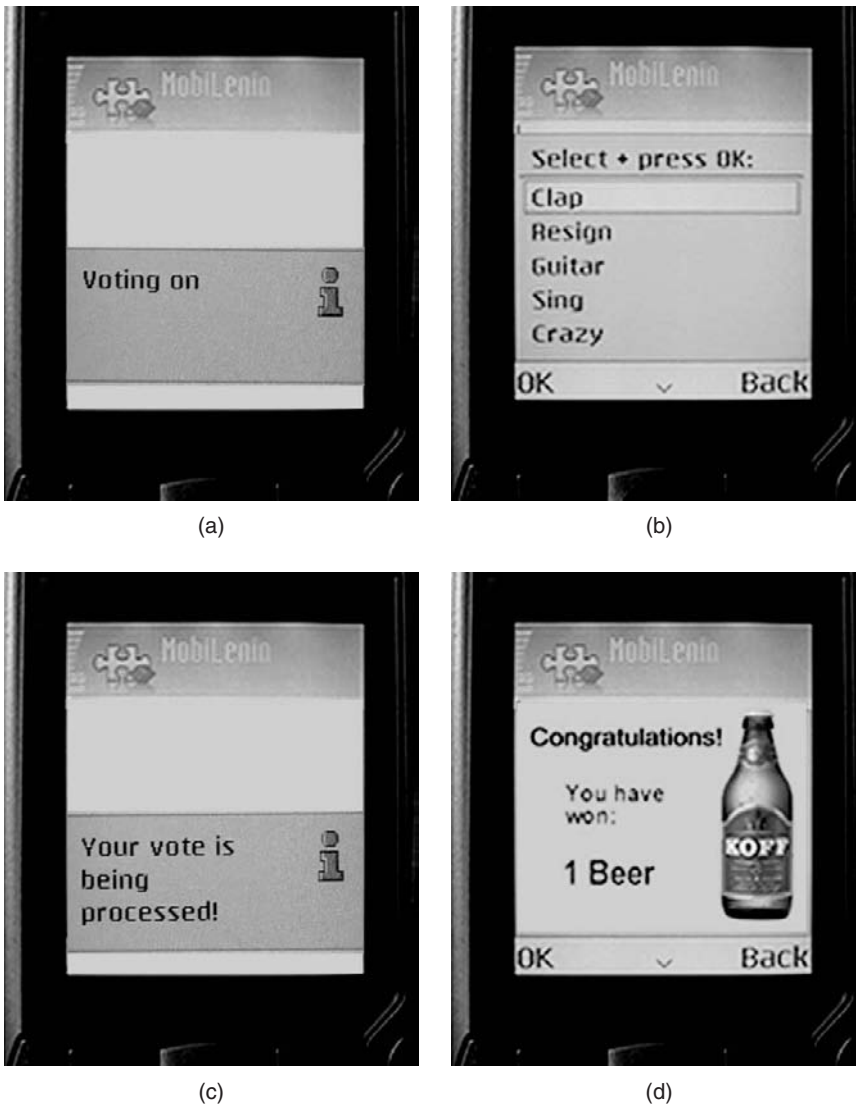 MobiLenin
Voting on
(a)
MobiLenin
Select + press OK:
Clap
Resign
Guitar
Sing
Crazy
OK Back
(b)
MobiLenin
Your vote is
being
processed!
(c)
MobiLenin
Congratulations!
You have
won:
1 Beer
KOFF
OK Back
(d)